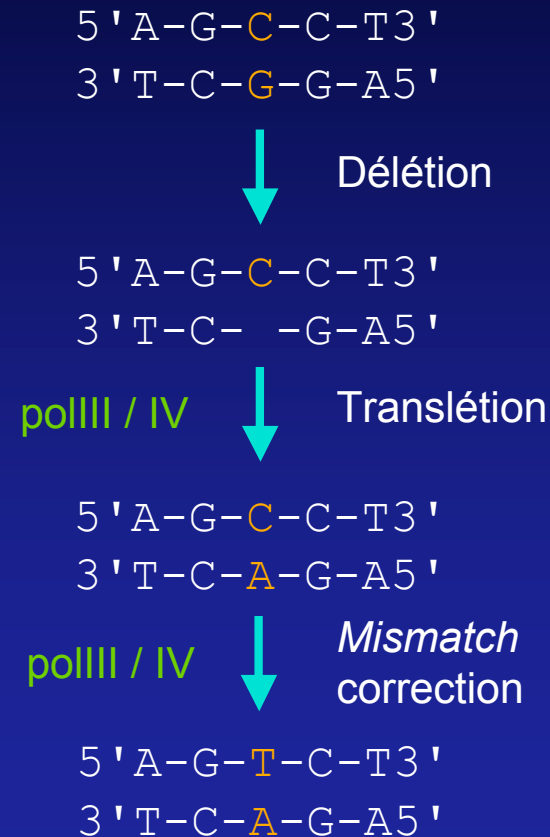 5'A-G-C-C-T3'
3'T-C-G-G-A5'
Délétion
5'A-G-C-C-T3'
3'T-C- -G-A5'
polIII / IV
Translétion
5'A-G-C-C-T3'
3'T-C-A-G-A5'
polIII / IV
Mismatch
correction
5'A-G-T-C-T3'
3'T-C-A-G-A5'